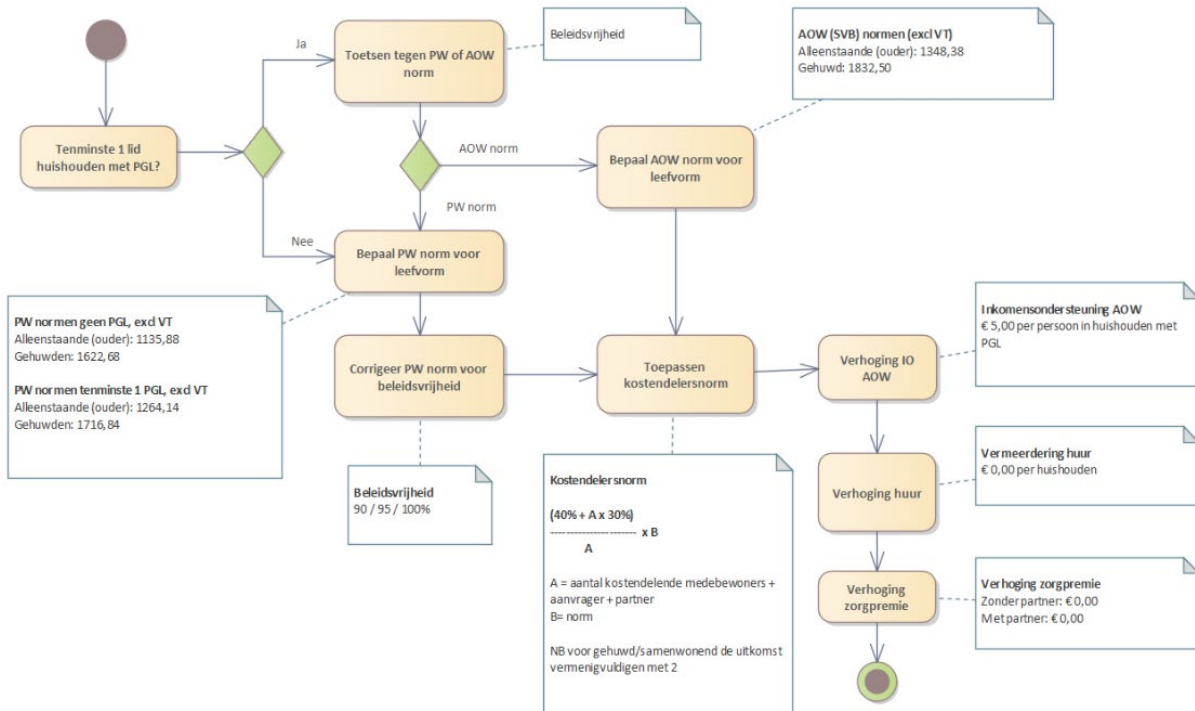 Ja
Toetsen tegen PW of AOW
norm
Beleidsvrijheid
AOW (SVB) normen (excl VT)
Alleenstaande (ouder): 1348,38
Gehuwd: 1832,50
Tenminste 1 lid
huishouden met PGL?
AOW norm
Bepaal AOW norm voor
leefvorm
PW norm
Nee
Bepaal PW norm voor
leefvorm
PW normen geen PGL, excl VT
Alleenstaande (ouder): 1135,88
Gehuwden: 1622,68
PW normen tenminste 1 PGL, excl VT
Alleenstaande (ouder): 1264,14
Gehuwden: 1716,84
Corrigeer PW norm voor
beleidsvrijheid
Toepassen
kostendelersnorm
Verhoging IO
AOW
Inkomensondersteuning AOW
€ 5,00 per persoon in huishouden met
PGL
Beleidsvrijheid
90 / 95 / 100%
Kostendelersnorm
(40% + A x 30%)
----------------------- x B
A
A = aantal kostendelende medebewoners +
aanvrager + partner
B= norm
NB voor gehuwd/samenwonend de uitkomst
vermenigvuldigen met 2
Verhoging huur
Vermeerdering huur
€ 0,00 per huishouden
Verhoging
zorgpremie
Verhoging zorgpremie
Zonder partner: € 0,00
Met partner: € 0,00